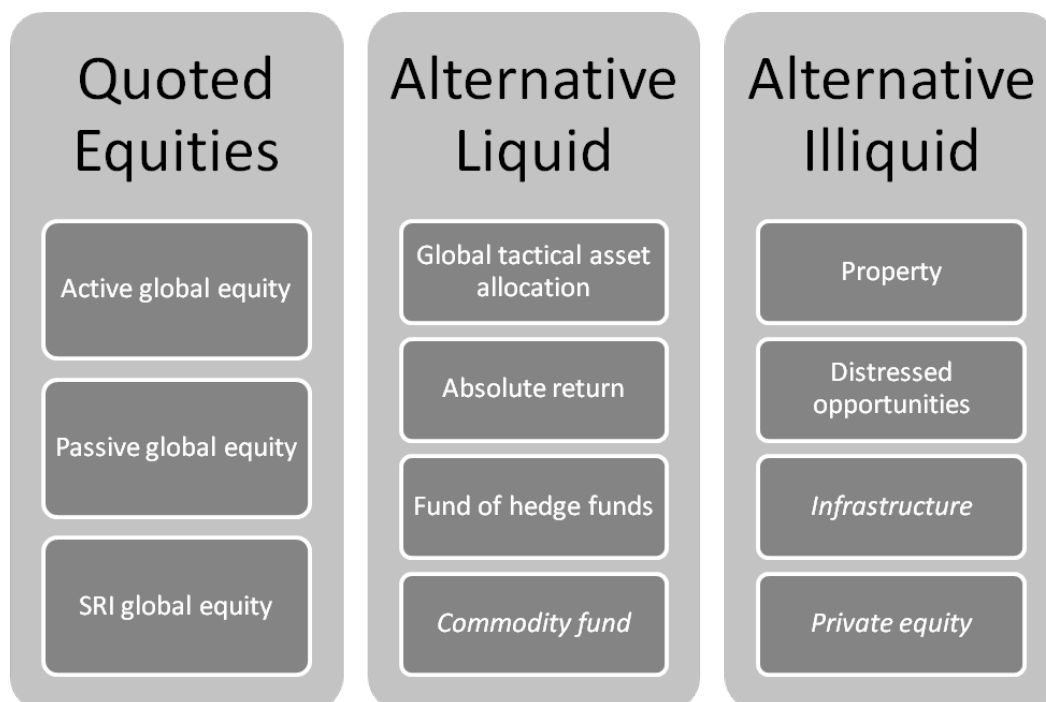 Quoted
Equities
Active global equity
Passive global equity
SRI global equity
Alternative
Liquid
Global tactical asset
allocation
Absolute return
Fund of hedge funds
Commodity fund
Alternative
Illiquid
Property
Distressed
opportunities
Infrastructure
Private equity